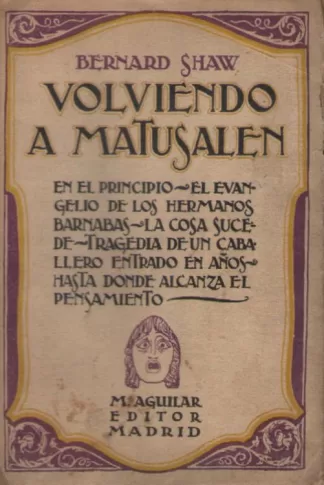 BERNARD SHAW
VOLVIENDO
A MATUSALEN
EN EL PRINCIPIO~EL EVAN-
GELIO DE LOS HERMANOS
BARNABAS~LA COSA SUCE-
DE~TRAGEDIA DE UN CABA-
LLERO ENTRADO EN AÑOS~
HASTA DONDE ALCANZA EL
PENSAMIENTO
M. AGUILAR
EDITOR
MADRID